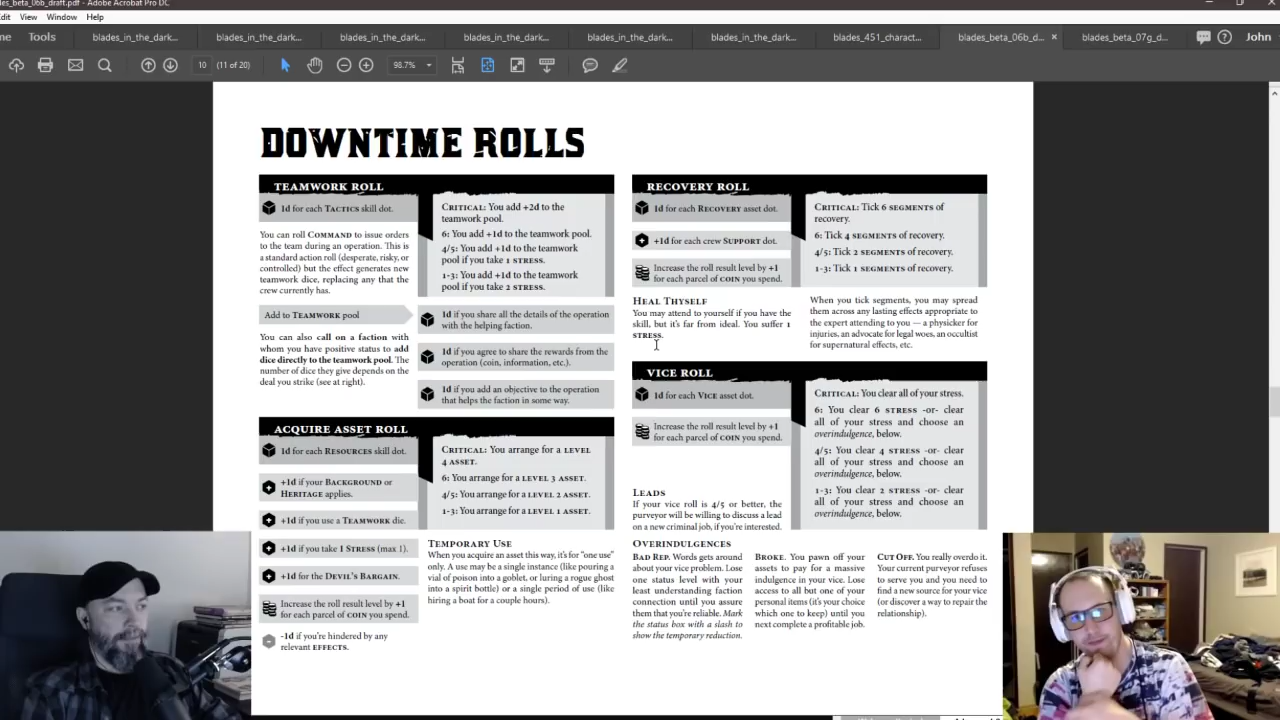 des_beta_06b_draft.pdf - Adobe Acrobat Pro DC
Edit View Window Help
me Tools blades_in_the_dark... blades_in_the_dark... blades_in_the_dark... blades_in_the_dark... blades_in_the_dark... blades_in_the_dark... blades_451_charact... blades_beta_06b_d... × blades_beta_07g_d... John
10 (11 of 20) 98.7%
DOWNTIME ROLLS
TEAMWORK ROLL
1d for each TACTICS skill dot.
You can roll COMMAND to issue orders
to the team during an operation. This is
a standard action roll (desperate, risky, or
controlled) but the effect generates new
teamwork dice, replacing any that the
crew currently has.
Add to TEAMWORK pool
You can also call on a faction with
whom you have positive status to add
dice directly to the teamwork pool. The
number of dice they give depends on the
deal you strike (see at right).
CRITICAL: You add +2d to the
teamwork pool.
6: You add +1d to the teamwork pool.
4/5: You add +1d to the teamwork
pool if you take 1 STRESS.
1-3: You add +1d to the teamwork
pool if you take 2 STRESS.
1d if you share all the details of the operation
with the helping faction.
1d if you agree to share the rewards from the
operation (coin, information, etc.).
1d if you add an objective to the operation
that helps the faction in some way.
ACQUIRE ASSET ROLL
1d for each RESOURCES skill dot.
+1d if your BACKGROUND or
HERITAGE applies.
+1d if you use a TEAMWORK die.
+1d if you take 1 STRESS (max 1).
+1d for the DEVIL'S BARGAIN.
Increase the roll result level by +1
for each parcel of COIN you spend.
-1d if you're hindered by any
relevant EFFECTS.
CRITICAL: You arrange for a LEVEL
4 ASSET.
6: You arrange for a LEVEL 3 ASSET.
4/5: You arrange for a LEVEL 2 ASSET.
1-3: You arrange for a LEVEL 1 ASSET.
TEMPORARY USE
When you acquire an asset this way, it's for "one use"
only. A use may be a single instance (like pouring a
vial of poison into a goblet, or luring a rogue ghost
into a spirit bottle) or a single period of use (like
hiring a boat for a couple of hours).
RECOVERY ROLL
1d for each RECOVERY asset dot.
+1d for each crew SUPPORT dot.
Increase the roll result level by +1
for each parcel of COIN you spend.
HEAL THYSELF
You may attend to yourself if you have the
skill, but it's far from ideal. You suffer 1
STRESS.
CRITICAL: Tick 6 SEGMENTS of
recovery.
6: Tick 4 SEGMENTS of recovery.
4/5: Tick 2 SEGMENTS of recovery.
1-3: Tick 1 SEGMENTS of recovery.
When you tick segments, you may spread
them across any lasting effects appropriate to
the expert attending to you — a physicker for
injuries, an advocate for legal woes, an occultist
for supernatural effects, etc.
VICE ROLL
1d for each VICE asset dot.
Increase the roll result level by +1
for each parcel of COIN you spend.
LEADS
If your vice roll is 4/5 or better, the
purveyor will be willing to discuss a lead
on a new criminal job, if you're interested.
CRITICAL: You clear all of your stress.
6: You clear 6 STRESS -or- clear
all of your stress and choose an
overindulgence, below.
4/5: You clear 4 STRESS -or- clear
all of your stress and choose an
overindulgence, below.
1-3: You clear 2 STRESS -or- clear
all of your stress and choose an
overindulgence, below.
OVERINDULGENCES
BAD REP. Words gets around
about your vice problem. Lose
one status level with your
least understanding faction
connection until you assure
them that you're reliable. Mark
the status box with a slash to
show the temporary reduction.
BROKE. You pawn off your
assets to pay for a massive
indulgence in your vice. Lose
access to all but one of your
personal items (it's your choice
which one to keep) until you
next complete a profitable job.
CUT OFF. You really overdo it.
Your current purveyor refuses
to serve you and you need to
find a new source for your vice
(or discover a way to repair the
relationship).